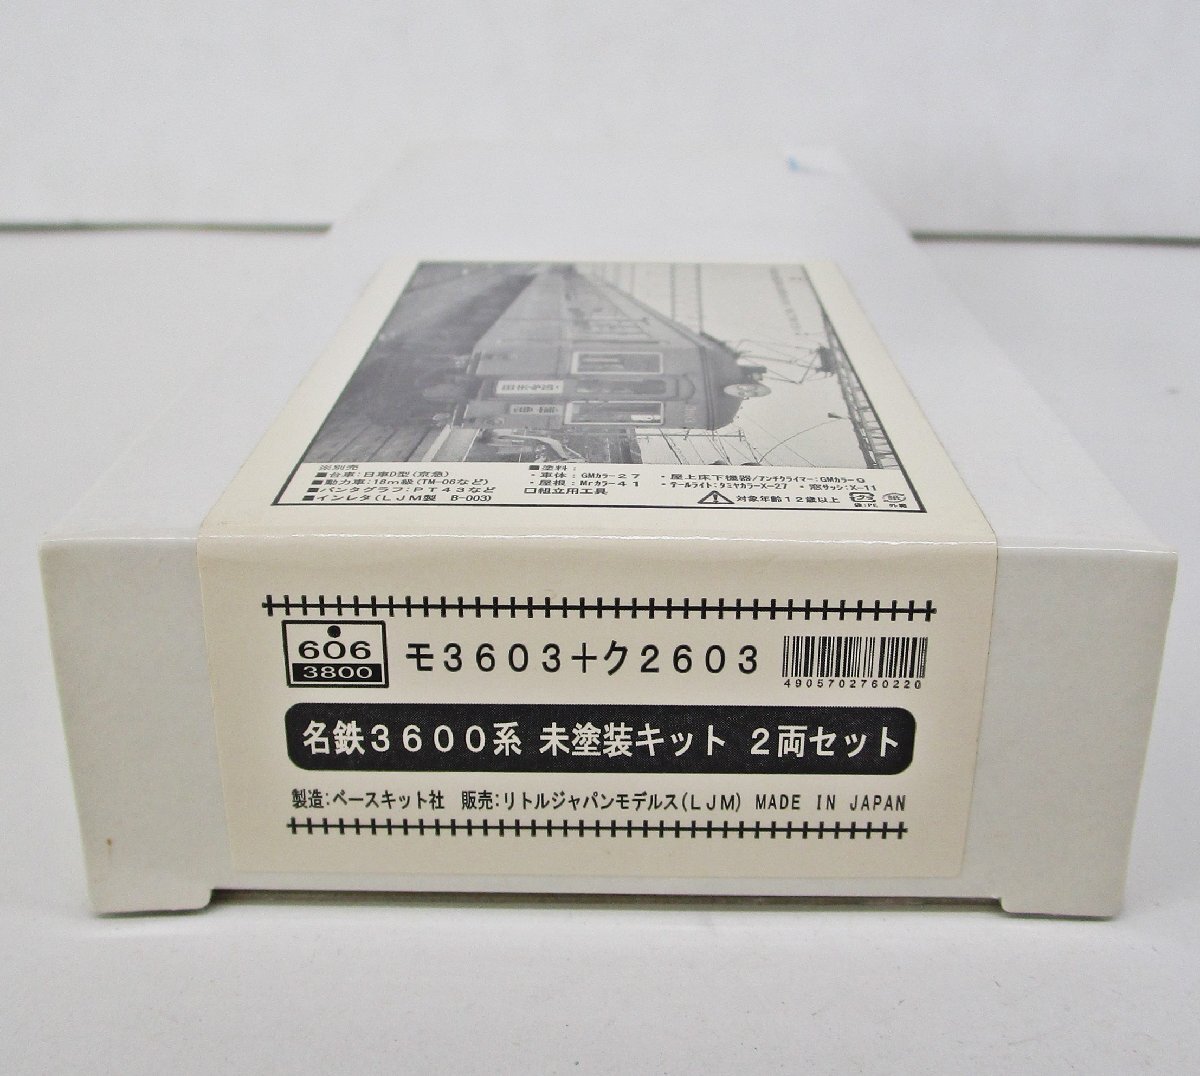 ※別売
■台車:日車D型(京急)
■動力車:18m級(TM-06など)
■パンタグラフ:PT43など
■インレタ(LJM製 B-003)
■塗料:
・車体:GMカラー27 ・屋上床下機器/アンチクライマー:GMカラー9
・屋根:Mrカラー41 ・テールライト:タミヤカラーX-27 ・窓サッシ:X-11
□組立用工具
対象年齢12歳以上
プラ
袋:PE
紙
外箱
606
3800
モ3603+ク2603
4905702760220
名鉄3600系 未塗装キット 2両セット
製造:ペースキット社 販売:リトルジャパンモデルス(LJM) MADE IN JAPAN